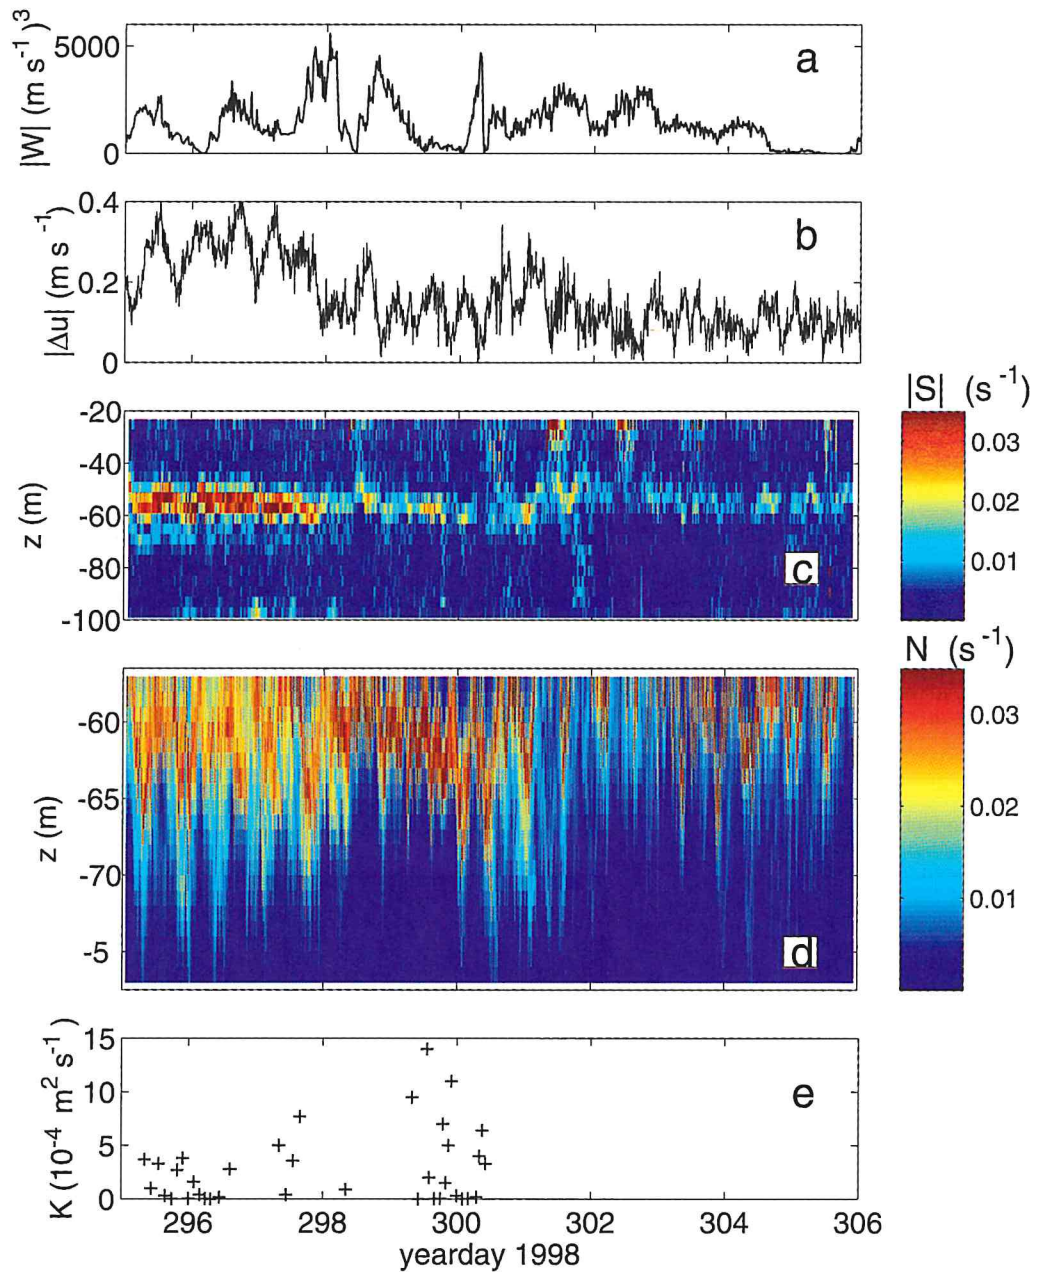 |W| (m s⁻¹)³
5000
0
a
|Δu| (m s⁻¹)
0.4
0.2
0
b
|S| (s⁻¹)
z (m)
-20
-40
-60
-80
-100
c
0.03
0.02
0.01
N (s⁻¹)
z (m)
-60
-65
-70
-5
d
0.03
0.02
0.01
K (10⁻⁴ m² s⁻¹)
15
10
5
0
e
296 298 300 302 304 306
yearday 1998